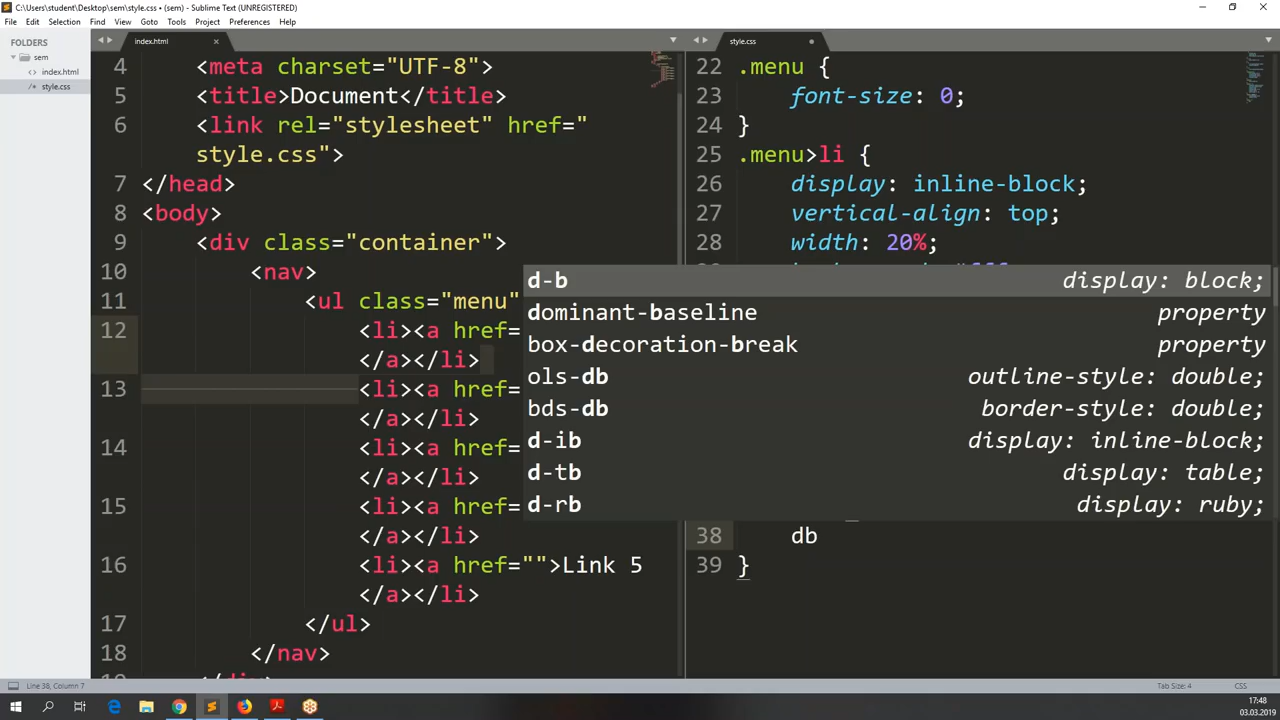 C:\Users\student\Desktop\sem\style.css • (sem) - Sublime Text (UNREGISTERED)
File Edit Selection Find View Goto Tools Project Preferences Help
FOLDERS
sem
index.html
style.css
index.html
4 <meta charset="UTF-8">
5 <title>Document</title>
6 <link rel="stylesheet" href="
style.css">
7 </head>
8 <body>
9 <div class="container">
10 <nav>
11 <ul class="menu"
12 <li><a href=
</a></li>
13 <li><a href=
</a></li>
14 <li><a href=
</a></li>
15 <li><a href=
</a></li>
16 <li><a href="">Link 5
</a></li>
17 </ul>
18 </nav>
style.css
22 .menu {
23 font-size: 0;
24 }
25 .menu>li {
26 display: inline-block;
27 vertical-align: top;
28 width: 20%;
d-b display: block;
dominant-baseline property
box-decoration-break property
ols-db outline-style: double;
bds-db border-style: double;
d-ib display: inline-block;
d-tb display: table;
d-rb display: ruby;
38 db
39 }
Line 38, Column 7
Tab Size: 4
CSS
17:48
03.03.2019